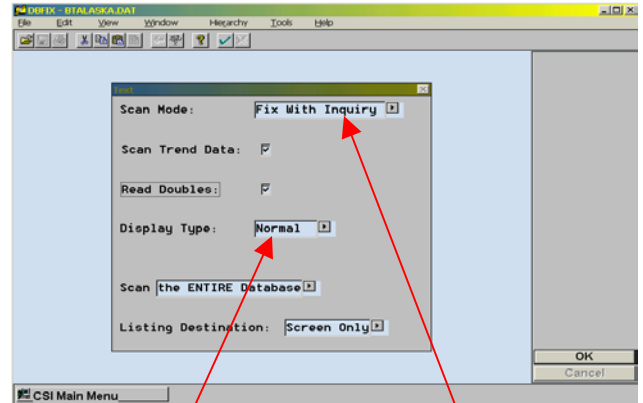 DBFIX - BTALASKA.DAT
File Edit View Window Hierarchy Tools Help
Text
Scan Mode: Fix With Inquiry
Scan Trend Data:
Read Doubles:
Display Type: Normal
Scan the ENTIRE Database
Listing Destination: Screen Only
OK
Cancel
CSI Main Menu